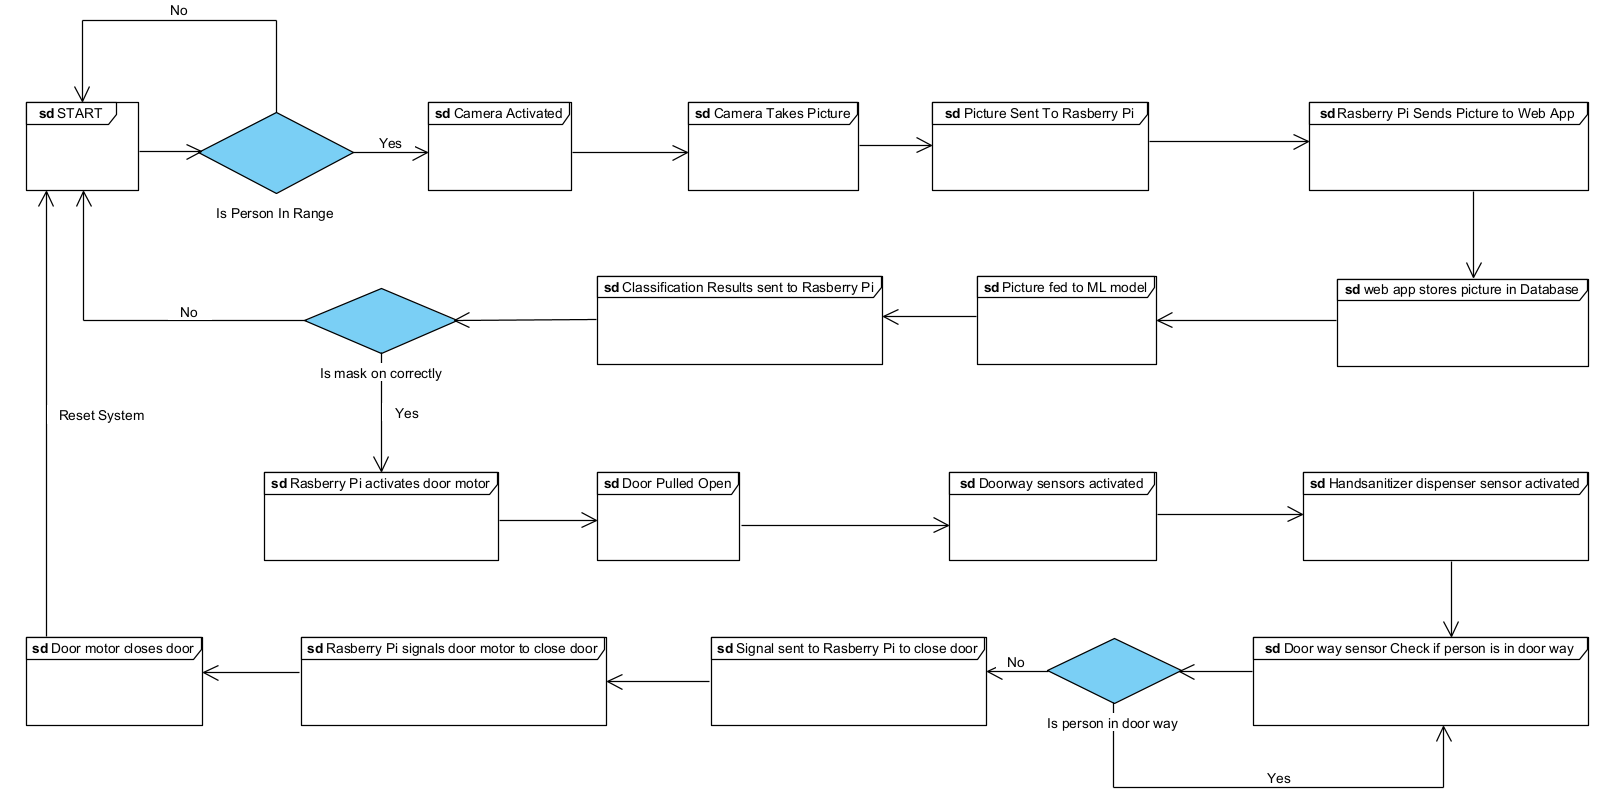 No
sd START
sd Camera Activated
sd Camera Takes Picture
sd Picture Sent To Rasberry Pi
sd Rasberry Pi Sends Picture to Web App
Yes
Is Person In Range
sd Classification Results sent to Rasberry Pi
sd Picture fed to ML model
sd web app stores picture in Database
No
Is mask on correctly
Reset System
Yes
sd Rasberry Pi activates door motor
sd Door Pulled Open
sd Doorway sensors activated
sd Handsanitizer dispenser sensor activated
sd Door motor closes door
sd Rasberry Pi signals door motor to close door
sd Signal sent to Rasberry Pi to close door
No
sd Door way sensor Check if person is in door way
Is person in door way
Yes